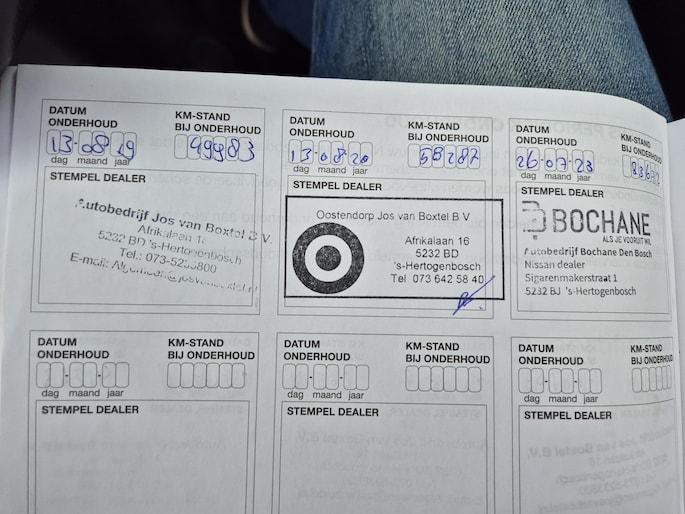 DATUM ONDERHOUD
KM-STAND BIJ ONDERHOUD
13-08-19
49983
dag maand jaar
STEMPEL DEALER
Autobedrijf Jos van Boxtel B.V.
Afrikalaan
5232 BD 's-Hertogenbosch
Tel.:
E-mail:
DATUM ONDERHOUD
KM-STAND BIJ ONDERHOUD
13-08-20
58287
dag maand jaar
STEMPEL DEALER
Oostendorp Jos van Boxtel B V
Afrikalaan 16
5232 BD
's-Hertogenbosch
Tel 073 642 58 40
DATUM ONDERHOUD
KM-STAND BIJ ONDERHOUD
26-07-23
dag maand jaar
STEMPEL DEALER
BOCHANE
ALS JE VOORUIT WIL
Autobedrijf Bochane Den Bosch
Nissan dealer
Sigarenmakerstraat 1
5232 BJ 's-Hertogenbosch
DATUM ONDERHOUD
KM-STAND BIJ ONDERHOUD
dag maand jaar
STEMPEL DEALER
DATUM ONDERHOUD
KM-STAND BIJ ONDERHOUD
dag maand jaar
STEMPEL DEALER
DATUM ONDERHOUD
KM-STAND BIJ ONDERHOUD
dag maand jaar
STEMPEL DEALER